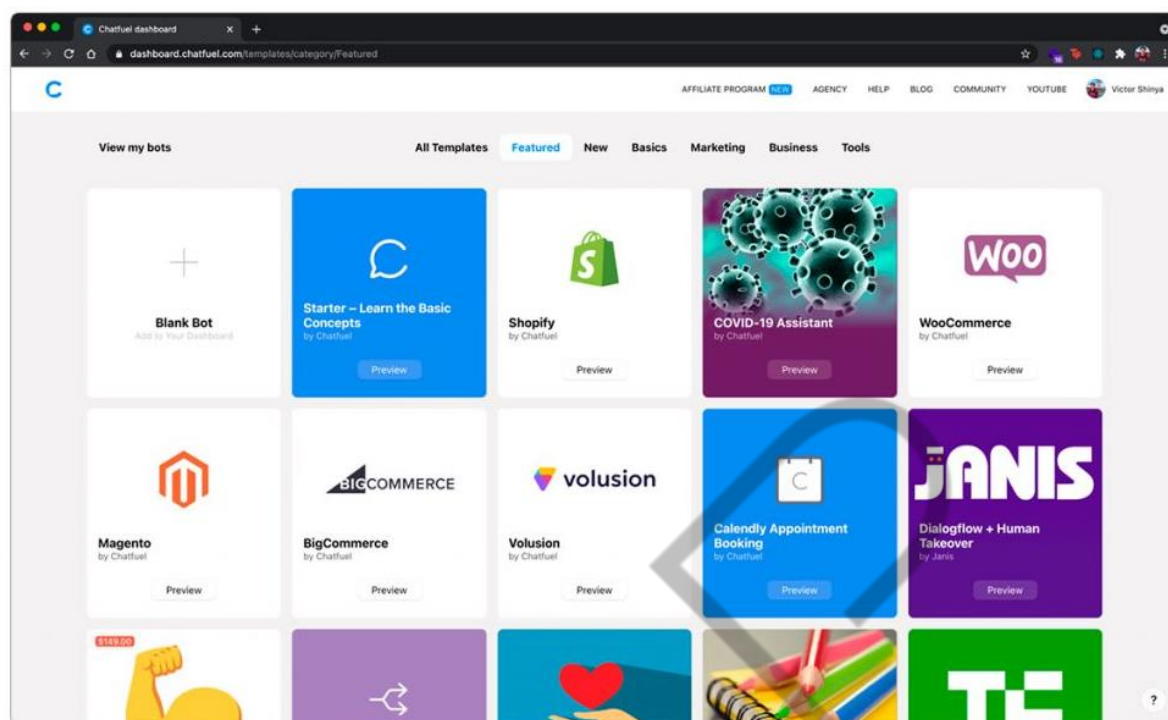 Chatfuel dashboard
dashboard.chatfuel.com/templates/category/Featured
AFFILIATE PROGRAM NEW AGENCY HELP BLOG COMMUNITY YOUTUBE Victor Shinya
View my bots
All Templates Featured New Basics Marketing Business Tools
Blank Bot
Add to Your Dashboard
Starter – Learn the Basic
Concepts
by Chatfuel
Preview
Shopify
by Chatfuel
Preview
COVID-19 Assistant
by Chatfuel
Preview
WOO
WooCommerce
by Chatfuel
Preview
Magento
by Chatfuel
Preview
BIGCOMMERCE
BigCommerce
by Chatfuel
Preview
volusion
Volusion
by Chatfuel
Preview
Calendly Appointment
Booking
by Chatfuel
Preview
JANIS
Dialogflow + Human
Takeover
by Janis
Preview
$149.00
?